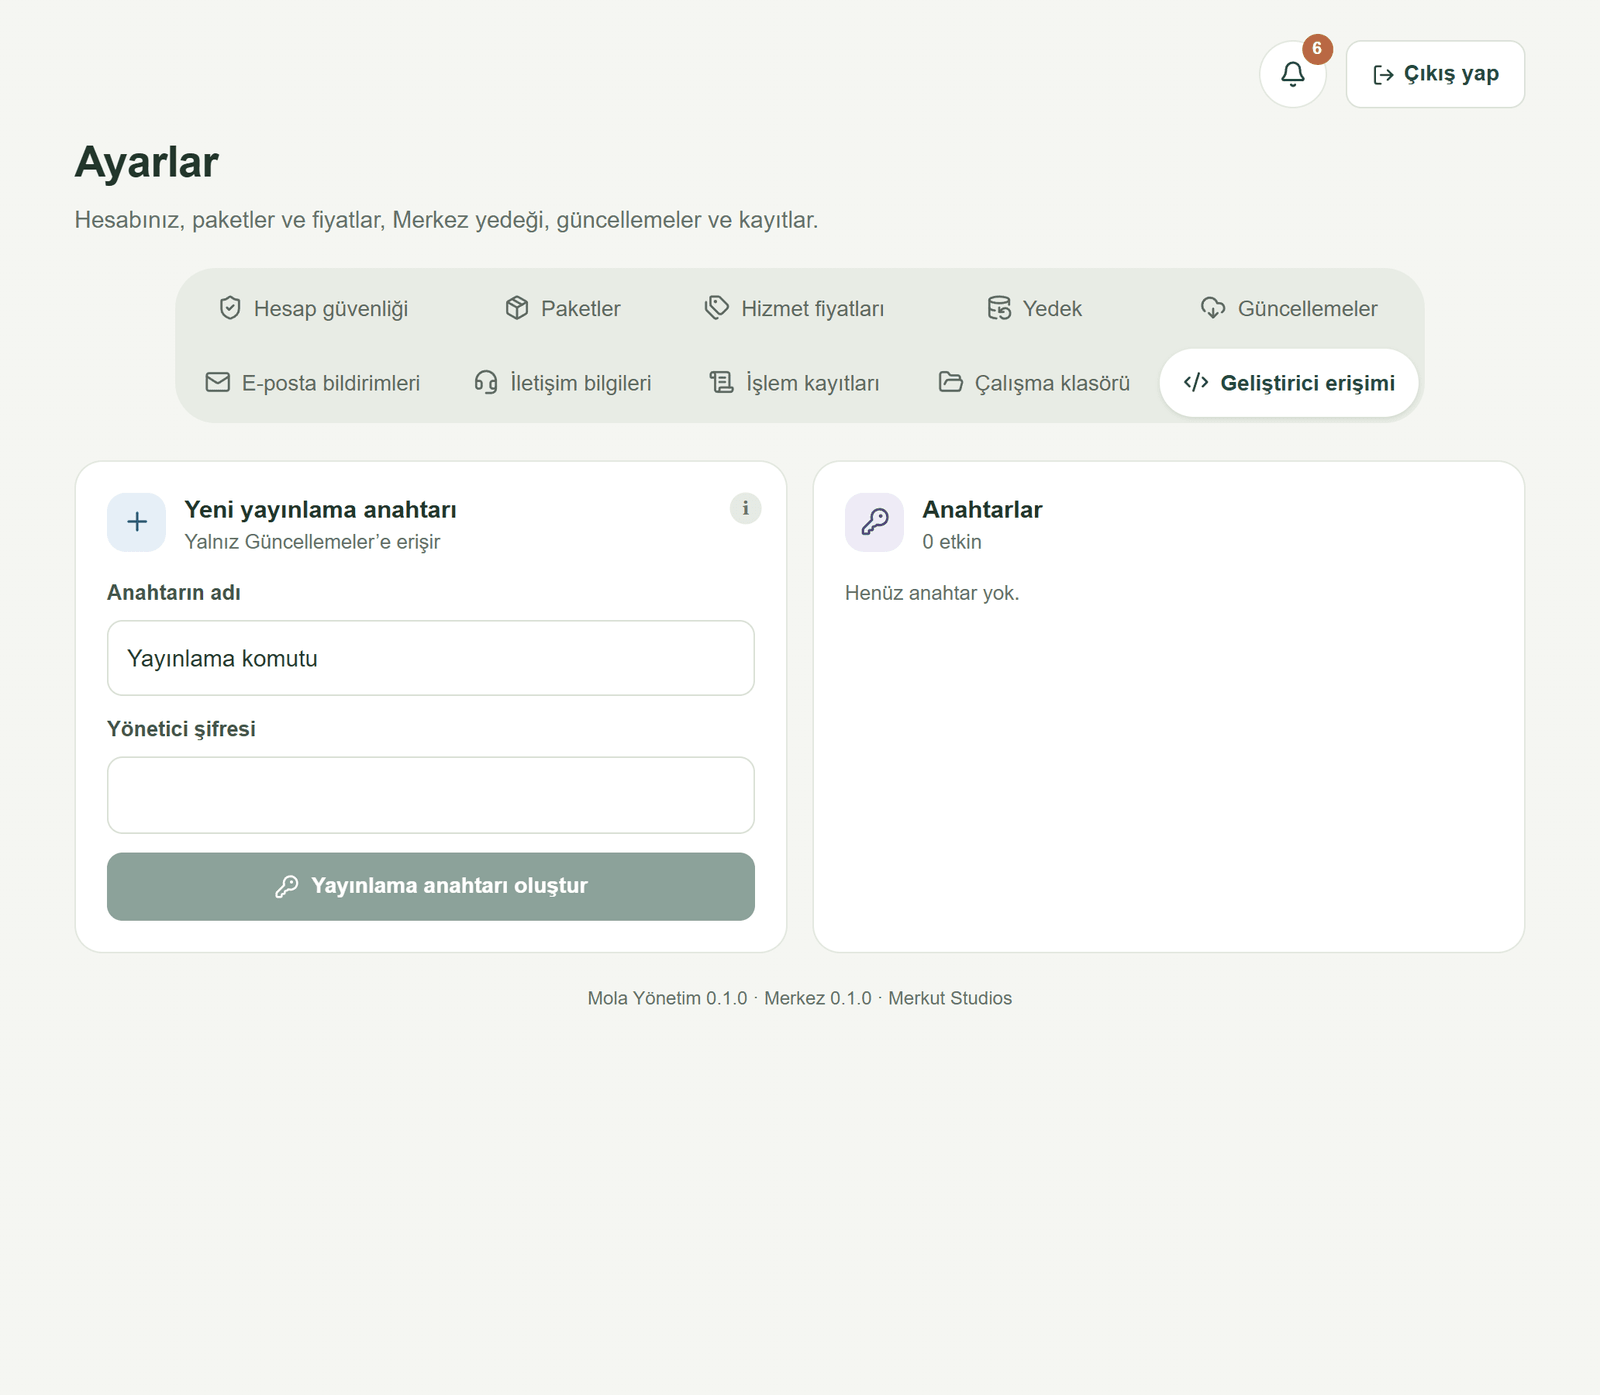 6
Çıkış yap
Ayarlar
Hesabınız, paketler ve fiyatlar, Merkez yedeği, güncellemeler ve kayıtlar.
Hesap güvenliği
Paketler
Hizmet fiyatları
Yedek
Güncellemeler
E-posta bildirimleri
İletişim bilgileri
İşlem kayıtları
Çalışma klasörü
Geliştirici erişimi
Yeni yayınlama anahtarı
Yalnız Güncellemeler’e erişir
i
Anahtarın adı
Yayınlama komutu
Yönetici şifresi
Yayınlama anahtarı oluştur
Anahtarlar
0 etkin
Henüz anahtar yok.
Mola Yönetim 0.1.0 · Merkez 0.1.0 · Merkut Studios